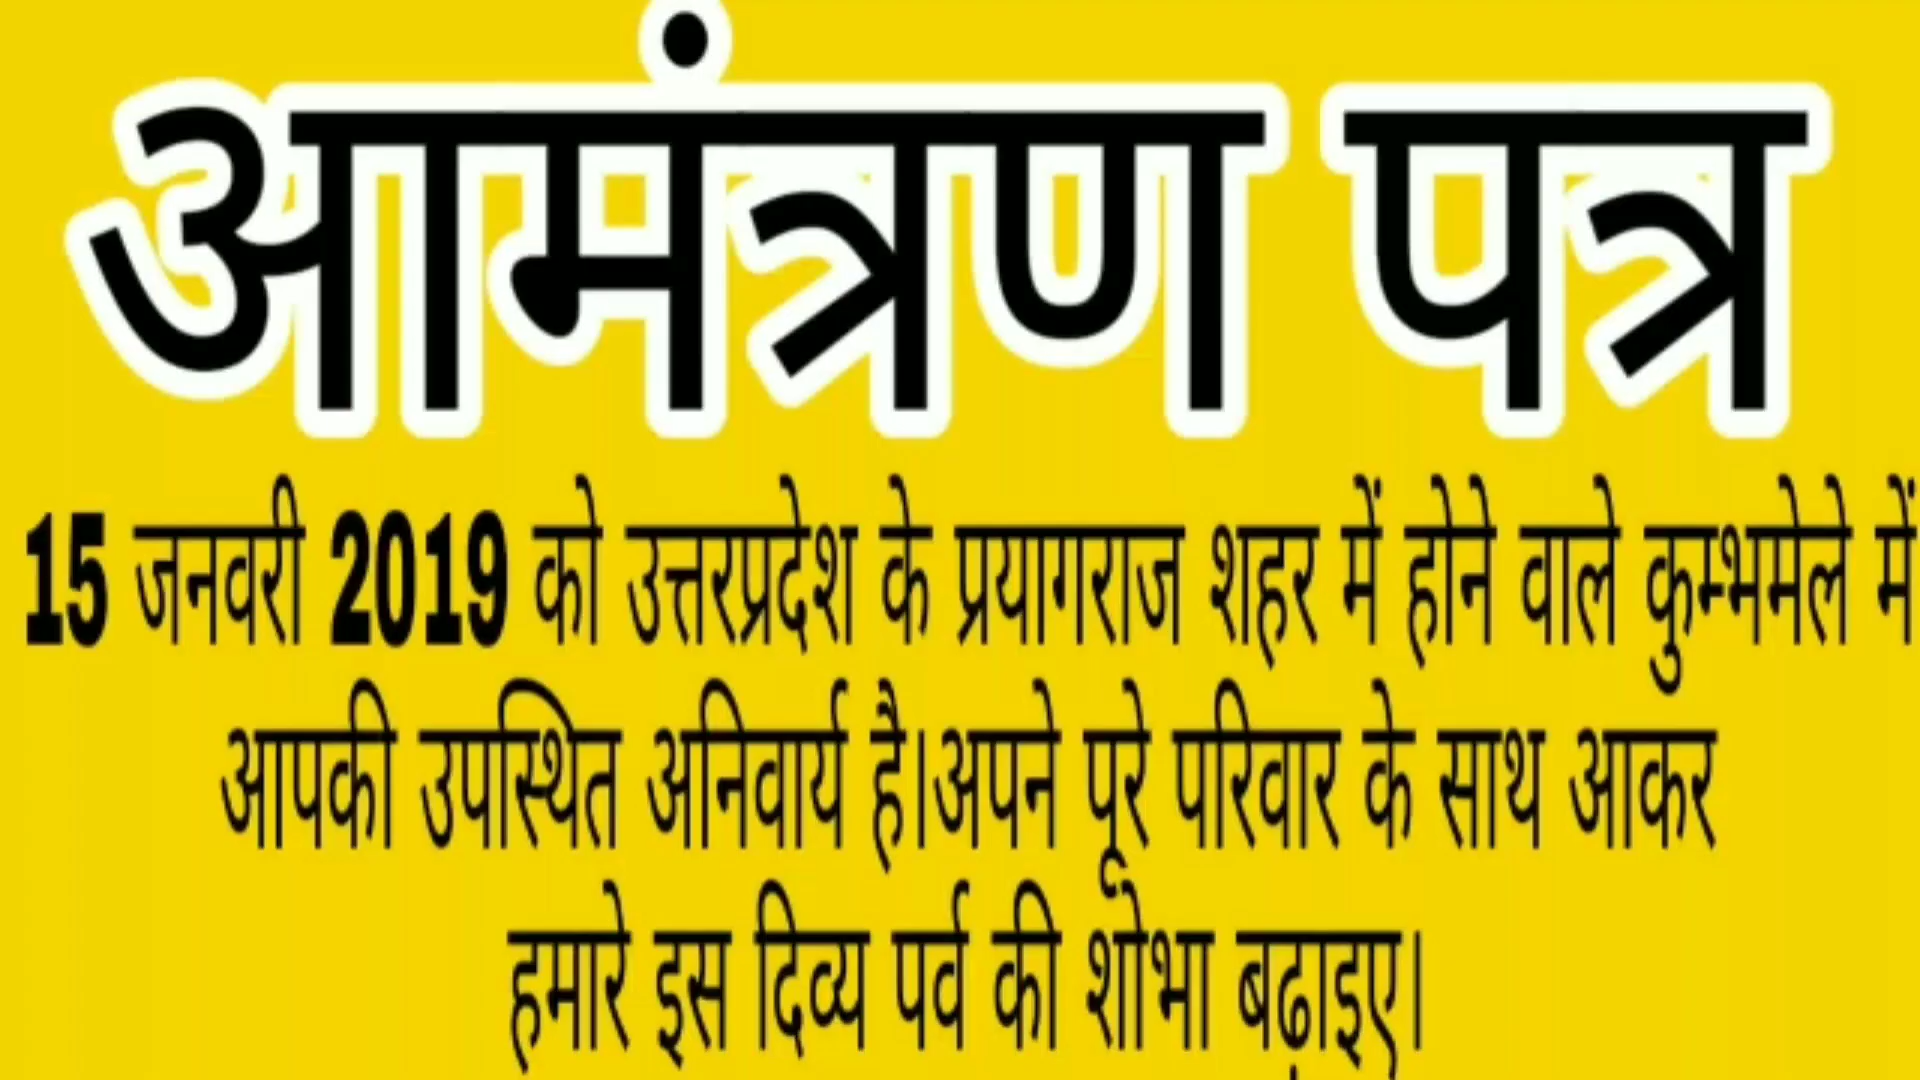 आमंत्रण पत्र
15 जनवरी 2019 को उत्तरप्रदेश के प्रयागराज शहर में होने वाले कुम्भमेले में
आपकी उपस्थित अनिवार्य है।अपने पूरे परिवार के साथ आकर
हमारे इस दिव्य पर्व की शोभा बढ़ाइए।